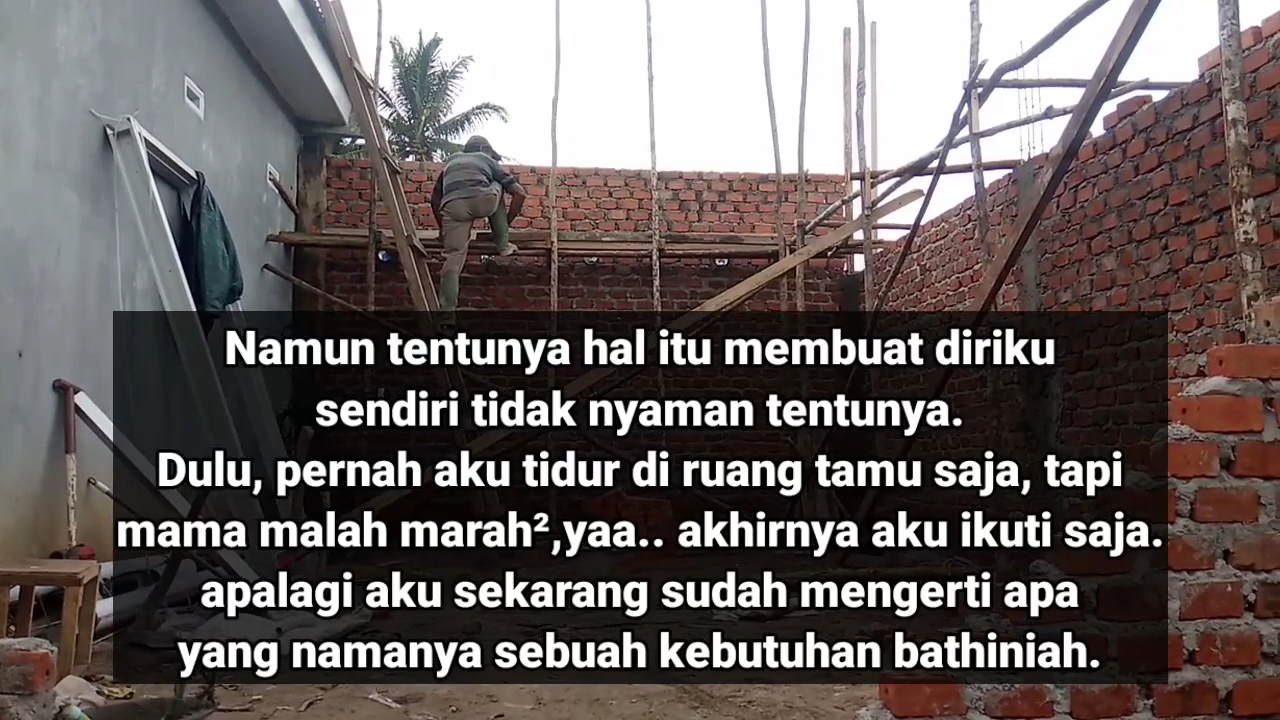 Namun tentunya hal itu membuat diriku
sendiri tidak nyaman tentunya.
Dulu, pernah aku tidur di ruang tamu saja, tapi
mama malah marah²,yaa.. akhirnya aku ikuti saja.
apalagi aku sekarang sudah mengerti apa
yang namanya sebuah kebutuhan bathiniah.